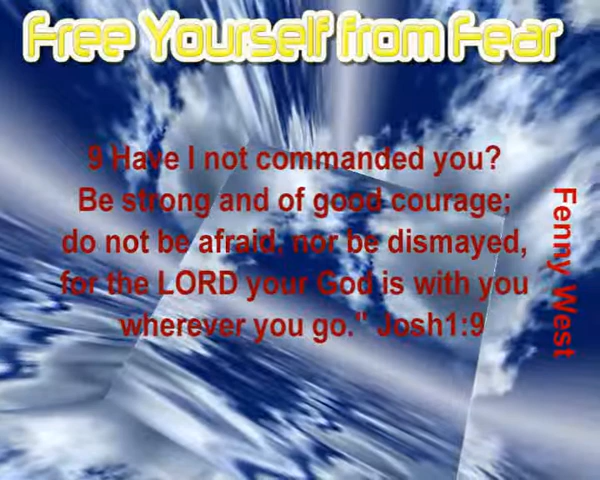 Free Yourself from Fear
9 Have I not commanded you?
Be strong and of good courage;
do not be afraid, nor be dismayed,
for the LORD your God is with you
wherever you go." Josh1:9
Fenny West